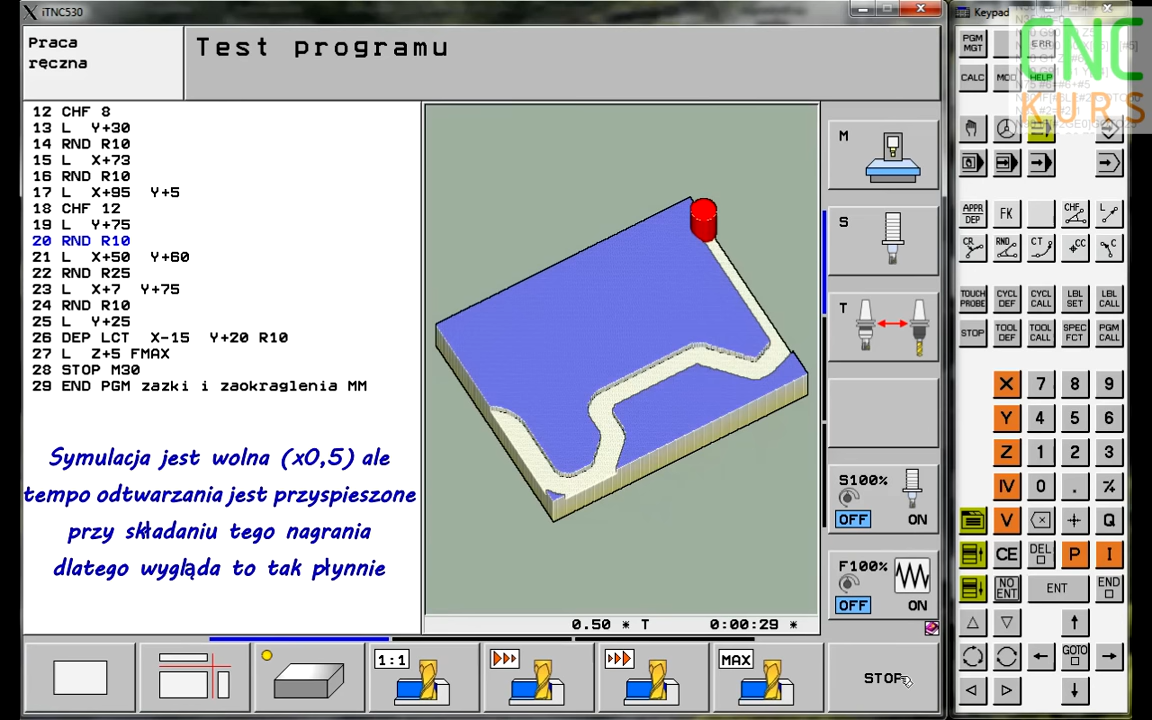 iTNC530
Keypad
Praca
ręczna
Test programu
12 CHF 8
13 L Y+30
14 RND R10
15 L X+73
16 RND R10
17 L X+95 Y+5
18 CHF 12
19 L Y+75
20 RND R10
21 L X+50 Y+60
22 RND R25
23 L X+7 Y+75
24 RND R10
25 L Y+25
26 DEP LCT X-15 Y+20 R10
27 L Z+5 FMAX
28 STOP M30
29 END PGM zazki i zaokraglenia MM
Symulacja jest wolna (x0,5) ale
tempo odtwarzania jest przyspieszone
przy składaniu tego nagrania
dlatego wygląda to tak płynnie
0.50 * T 0:00:29 *
M
S
T
S100%
OFF ON
F100%
OFF ON
1:1
MAX
STOP
CNC
KURS
PGM MGT
ERR
CALC
MOD
HELP
APPR DEP
FK
CHF
L
CR
RND
CT
CC
C
TOUCH PROBE
CYCL DEF
CYCL CALL
LBL SET
LBL CALL
STOP
TOOL DEF
TOOL CALL
SPEC FCT
PGM CALL
X 7 8 9
Y 4 5 6
Z 1 2 3
IV 0 .
V Q
CE DEL P I
NO ENT ENT END
GOTO